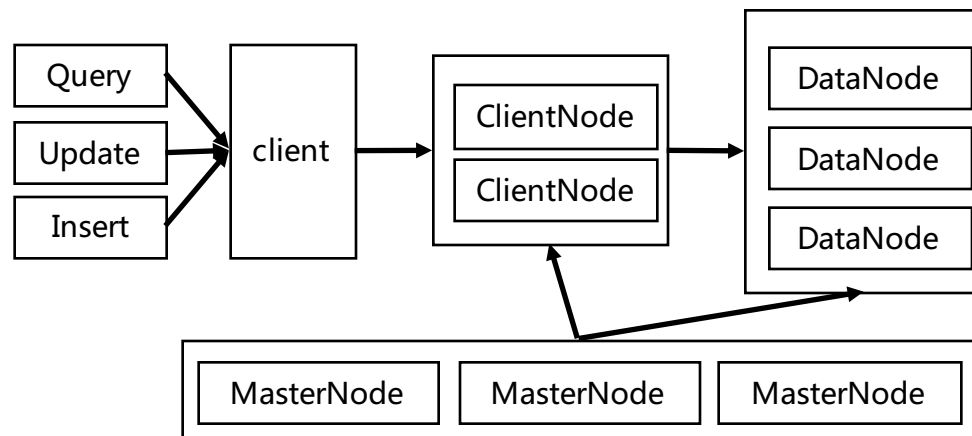 Query
Update
Insert
client
ClientNode
ClientNode
DataNode
DataNode
DataNode
MasterNode
MasterNode
MasterNode